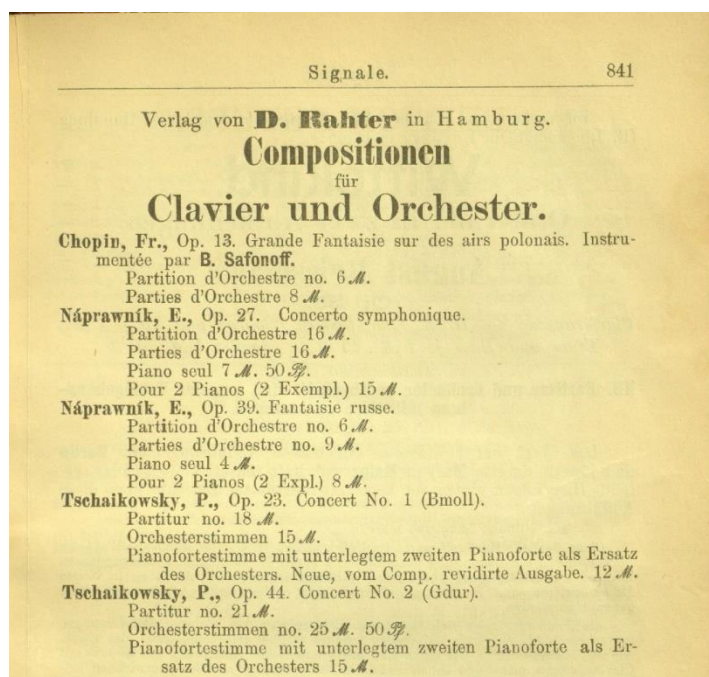 Signale. 841
Verlag von D. Rahter in Hamburg.
Compositionen
für
Clavier und Orchester.
Chopin, Fr., Op. 13. Grande Fantaisie sur des airs polonais. Instru-
mentée par B. Safonoff.
Partition d'Orchestre no. 6 ℳ.
Parties d'Orchestre 8 ℳ.
Náprawník, E., Op. 27. Concerto symphonique.
Partition d'Orchestre 16 ℳ.
Parties d'Orchestre 16 ℳ.
Piano seul 7 ℳ. 50 ₰.
Pour 2 Pianos (2 Exempl.) 15 ℳ.
Náprawník, E., Op. 39. Fantaisie russe.
Partition d'Orchestre no. 6 ℳ.
Parties d'Orchestre no. 9 ℳ.
Piano seul 4 ℳ.
Pour 2 Pianos (2 Expl.) 8 ℳ.
Tschaikowsky, P., Op. 23. Concert No. 1 (Bmoll).
Partitur no. 18 ℳ.
Orchesterstimmen 15 ℳ.
Pianofortestimme mit unterlegtem zweiten Pianoforte als Ersatz
des Orchesters. Neue, vom Comp. revidirte Ausgabe. 12 ℳ.
Tschaikowsky, P., Op. 44. Concert No. 2 (Gdur).
Partitur no. 21 ℳ.
Orchesterstimmen no. 25 ℳ. 50 ₰.
Pianofortestimme mit unterlegtem zweiten Pianoforte als Er-
satz des Orchesters 15 ℳ.